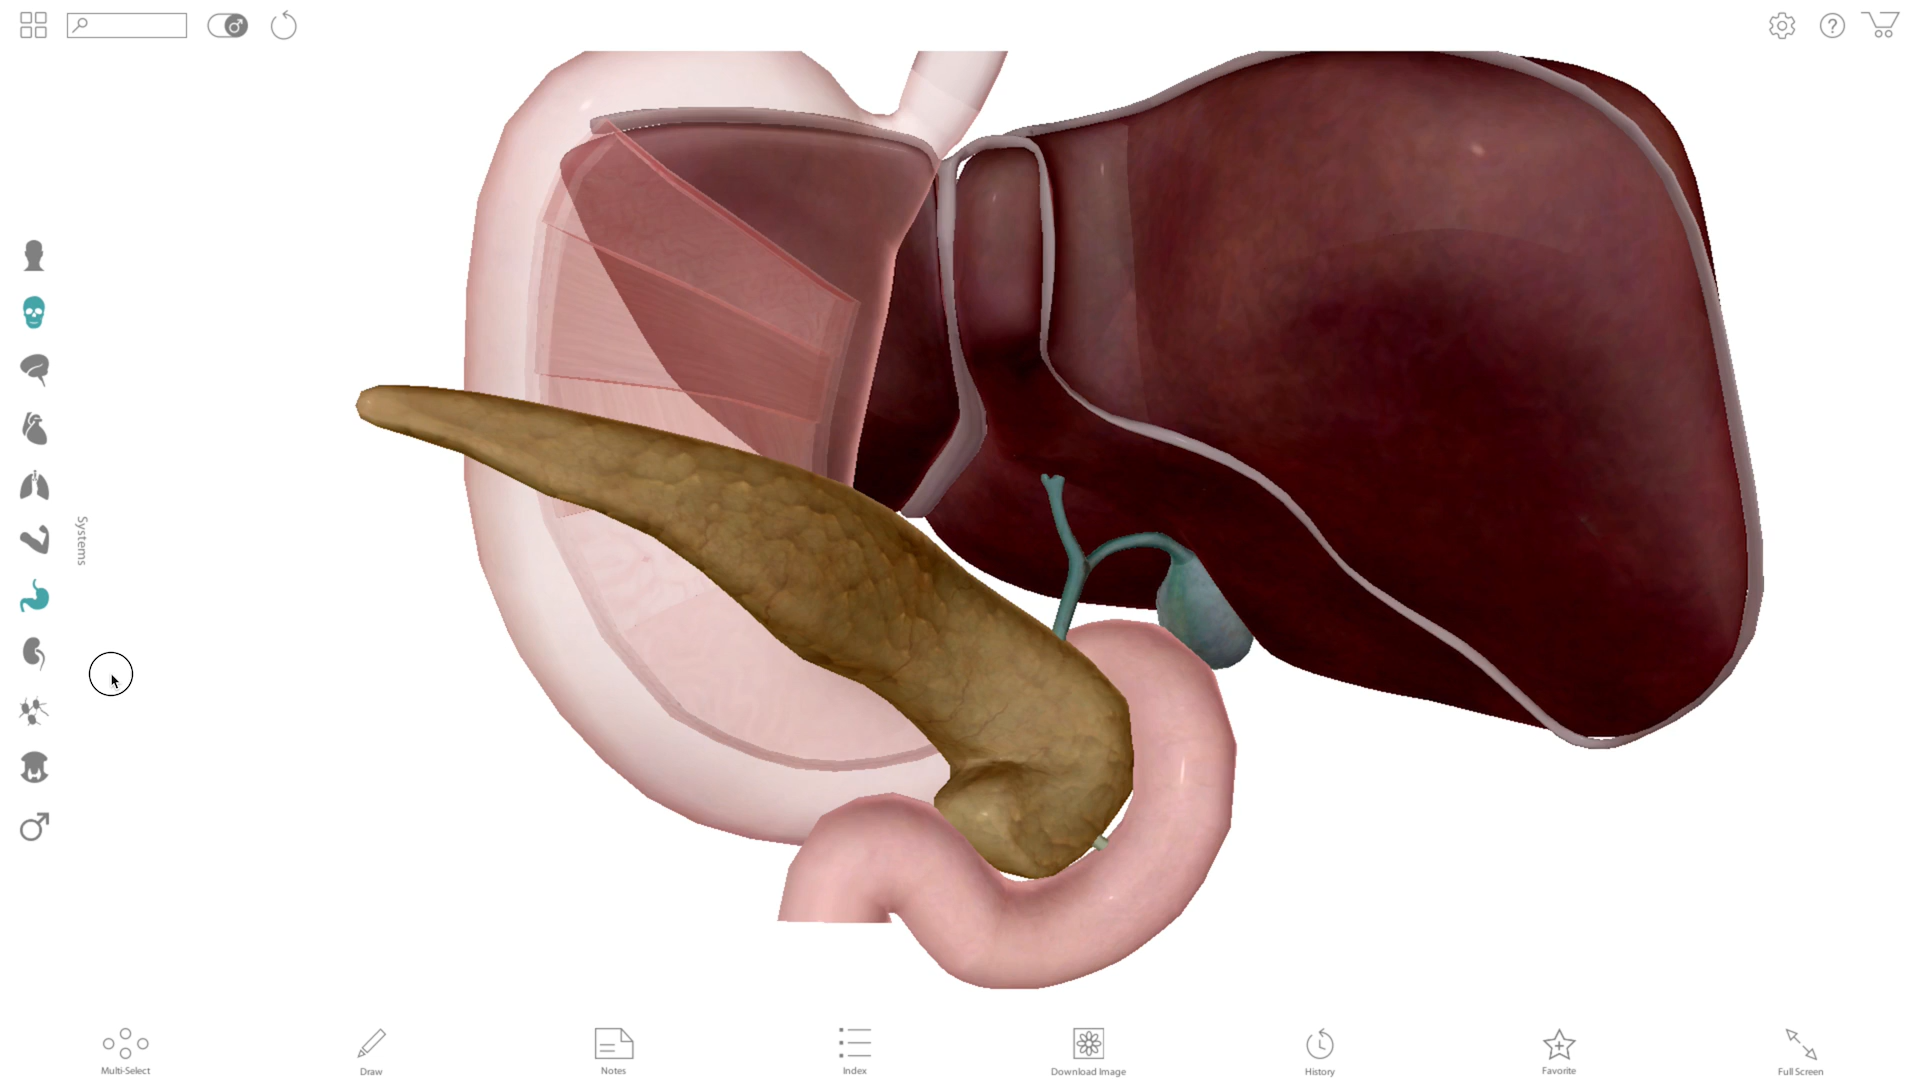 Systems
Multi-Select
Draw
Notes
Index
Download Image
History
Favorite
Full Screen